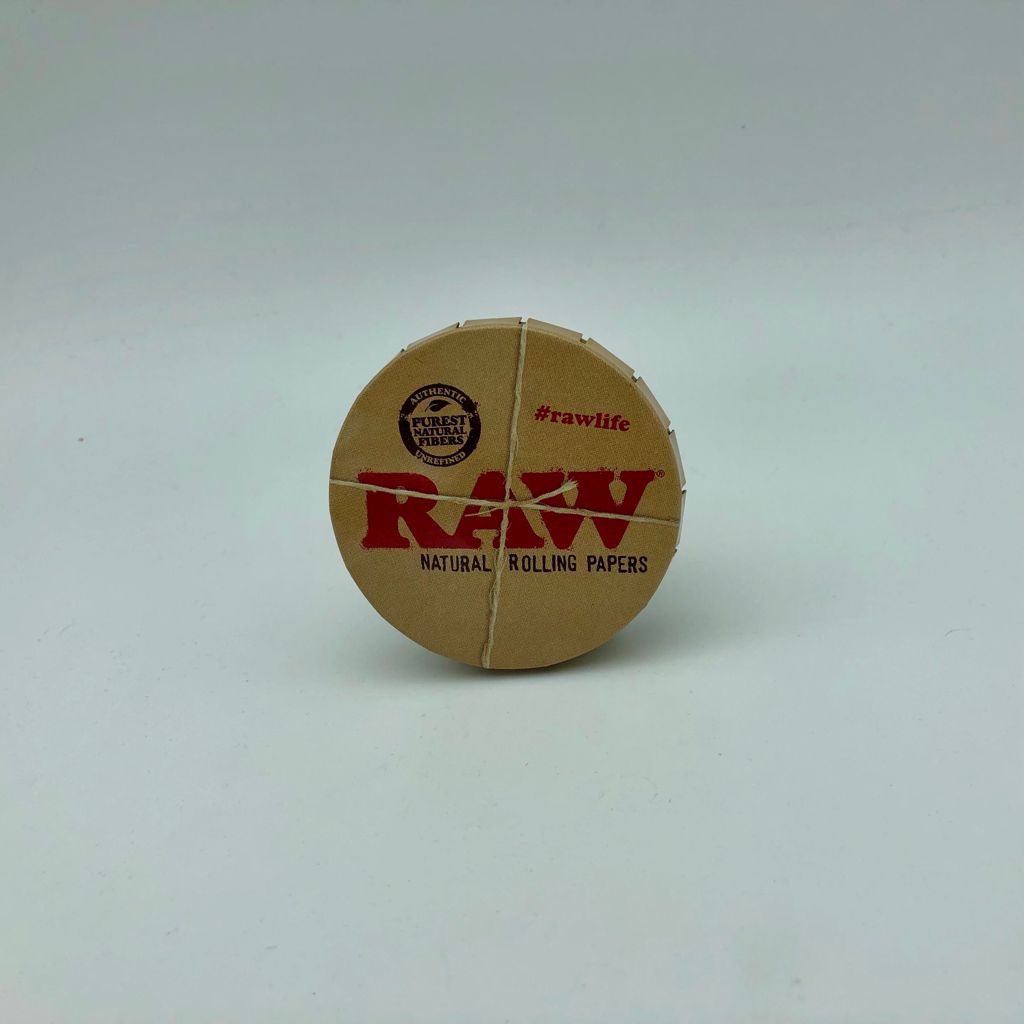 AUTHENTIC
PUREST
NATURAL
FIBERS
UNREFINED
#rawlife
RAW®
NATURAL ROLLING PAPERS